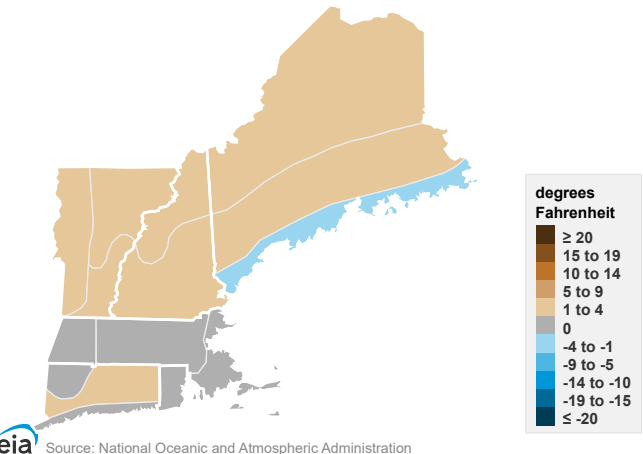 degrees
Fahrenheit
≥ 20
15 to 19
10 to 14
5 to 9
1 to 4
0
-4 to -1
-9 to -5
-14 to -10
-19 to -15
≤ -20
eia
Source: National Oceanic and Atmospheric Administration